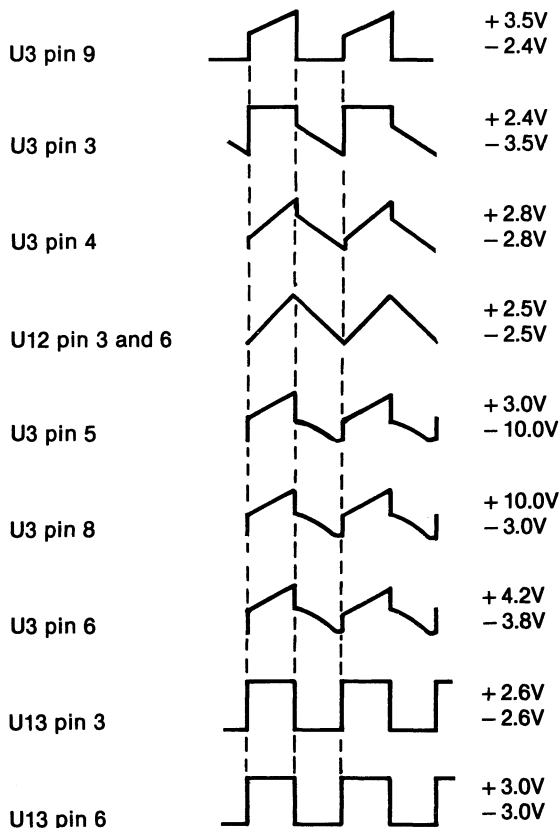 + 3.5V
U3 pin 9
− 2.4V
+ 2.4V
U3 pin 3
− 3.5V
+ 2.8V
U3 pin 4
− 2.8V
+ 2.5V
U12 pin 3 and 6
− 2.5V
+ 3.0V
U3 pin 5
− 10.0V
+ 10.0V
U3 pin 8
− 3.0V
+ 4.2V
U3 pin 6
− 3.8V
+ 2.6V
U13 pin 3
− 2.6V
+ 3.0V
U13 pin 6
− 3.0V